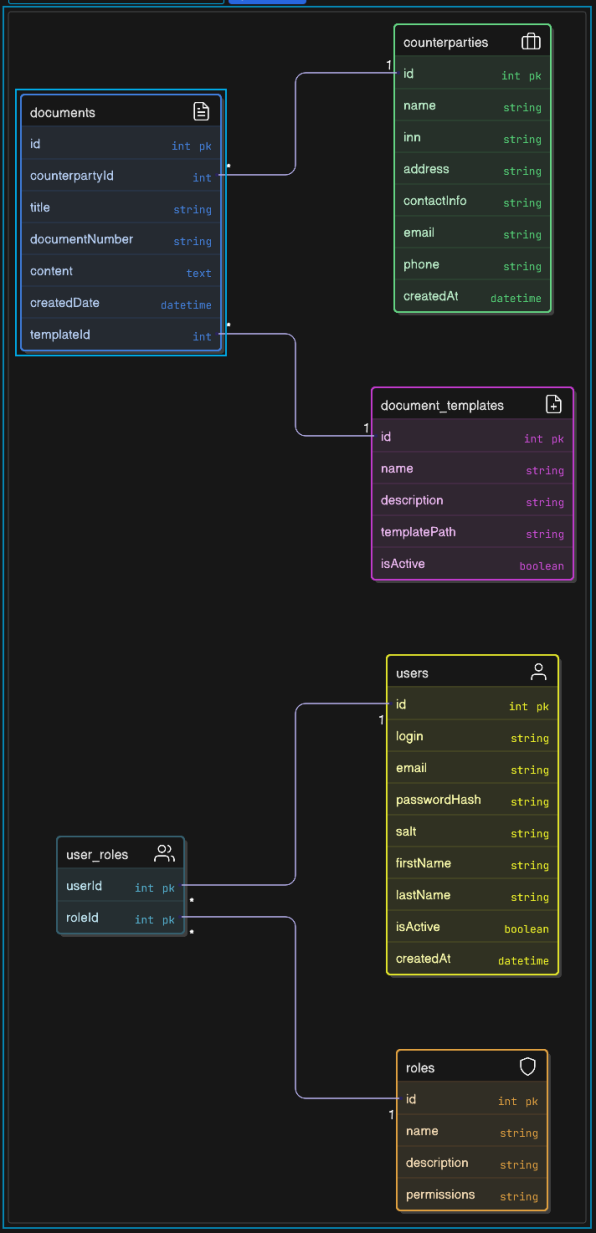 counterparties
1
id int pk
name string
inn string
address string
contactInfo string
email string
phone string
createdAt datetime
documents
id int pk
counterpartyId int
title string
documentNumber string
content text
createdDate datetime
templateId int
document_templates
1
id int pk
name string
description string
templatePath string
isActive boolean
users
id int pk
1
login string
email string
passwordHash string
salt string
firstName string
lastName string
isActive boolean
createdAt datetime
user_roles
userId int pk
roleId int pk
roles
id int pk
1
name string
description string
permissions string